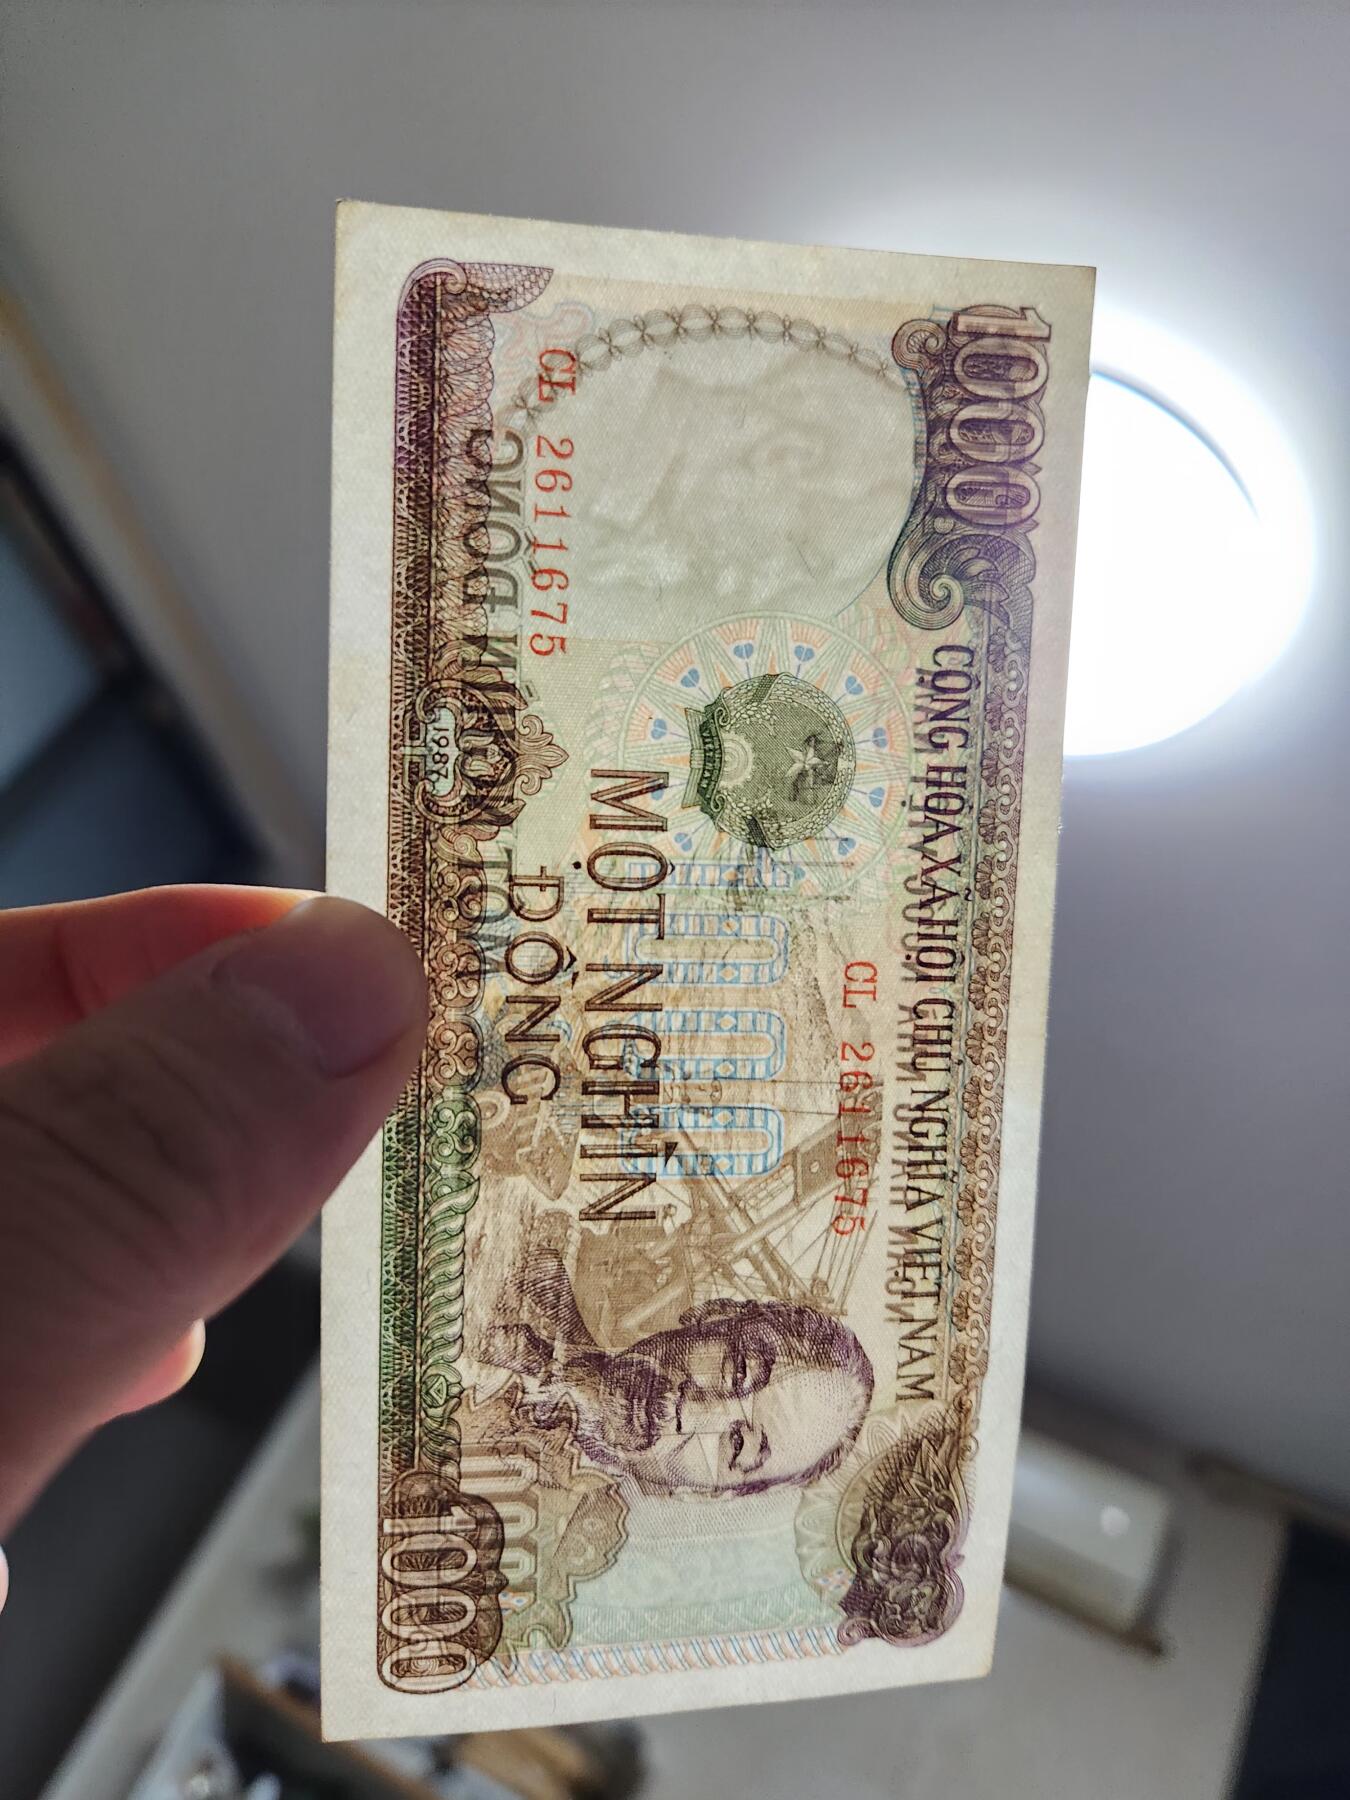 1000
CỘNG HÒA XÃ HỘI CHỦ NGHĨA VIỆT NAM
CL 2611675
CL 2611675
MỘT NGHÌN
ĐỒNG
1987
1000